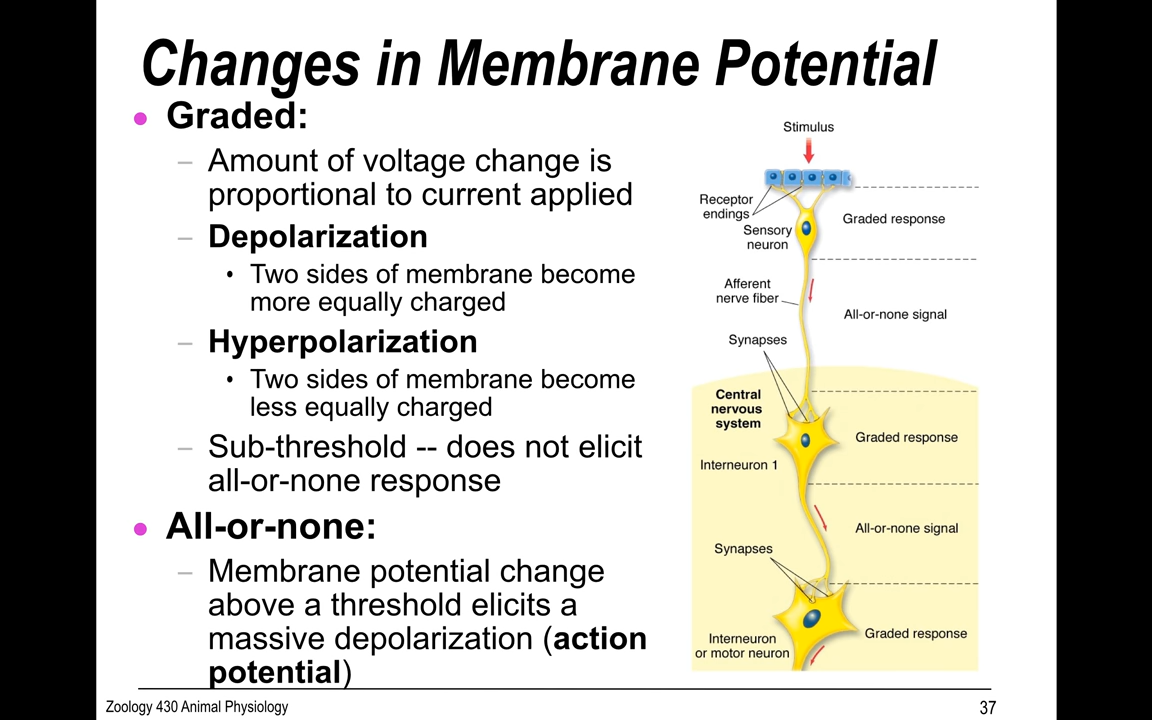 Changes in Membrane Potential
● Graded:
– Amount of voltage change is
proportional to current applied
– Depolarization
• Two sides of membrane become
more equally charged
– Hyperpolarization
• Two sides of membrane become
less equally charged
– Sub-threshold -- does not elicit
all-or-none response
● All-or-none:
– Membrane potential change
above a threshold elicits a
massive depolarization (action
potential)
Stimulus
Receptor
endings
Graded response
Sensory
neuron
Afferent
nerve fiber
All-or-none signal
Synapses
Central
nervous
system
Graded response
Interneuron 1
All-or-none signal
Synapses
Graded response
Interneuron
or motor neuron
Zoology 430 Animal Physiology
37